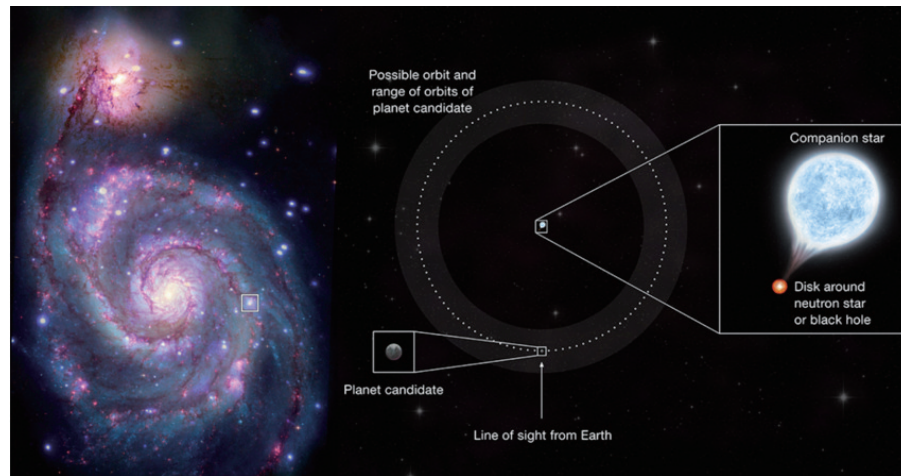 Possible orbit and
range of orbits of
planet candidate
Companion star
Disk around
neutron star
or black hole
Planet candidate
Line of sight from Earth